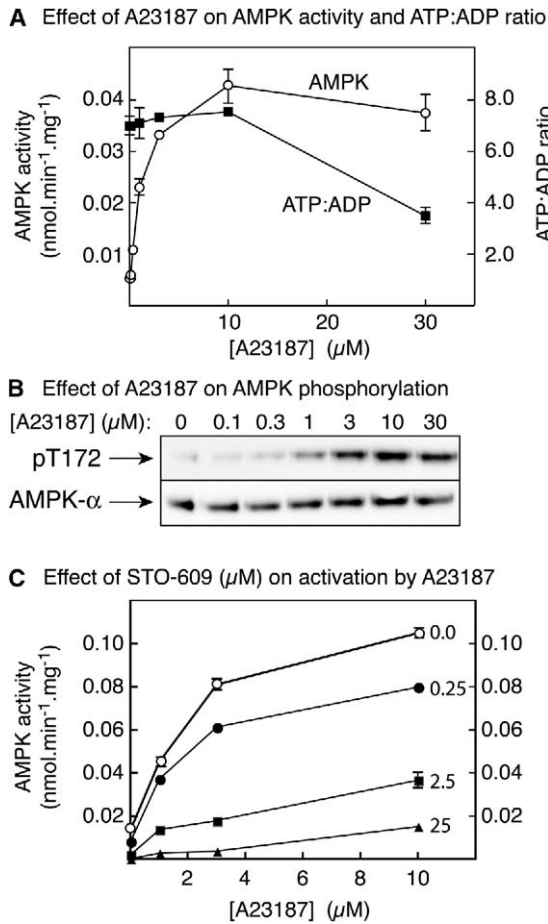 A Effect of A23187 on AMPK activity and ATP:ADP ratio
AMPK activity
(nmol.min⁻¹.mg⁻¹)
0.04
0.03
0.02
0.01
AMPK
ATP:ADP
8.0
6.0
4.0
2.0
ATP:ADP ratio
10 20 30
[A23187] (μM)
B Effect of A23187 on AMPK phosphorylation
[A23187] (μM): 0 0.1 0.3 1 3 10 30
pT172
AMPK-α
C Effect of STO-609 (μM) on activation by A23187
AMPK activity
(nmol.min⁻¹.mg⁻¹)
0.10
0.08
0.06
0.04
0.02
0.0
0.25
2.5
25
0.10
0.08
0.06
0.04
0.02
2 4 6 8 10
[A23187] (μM)